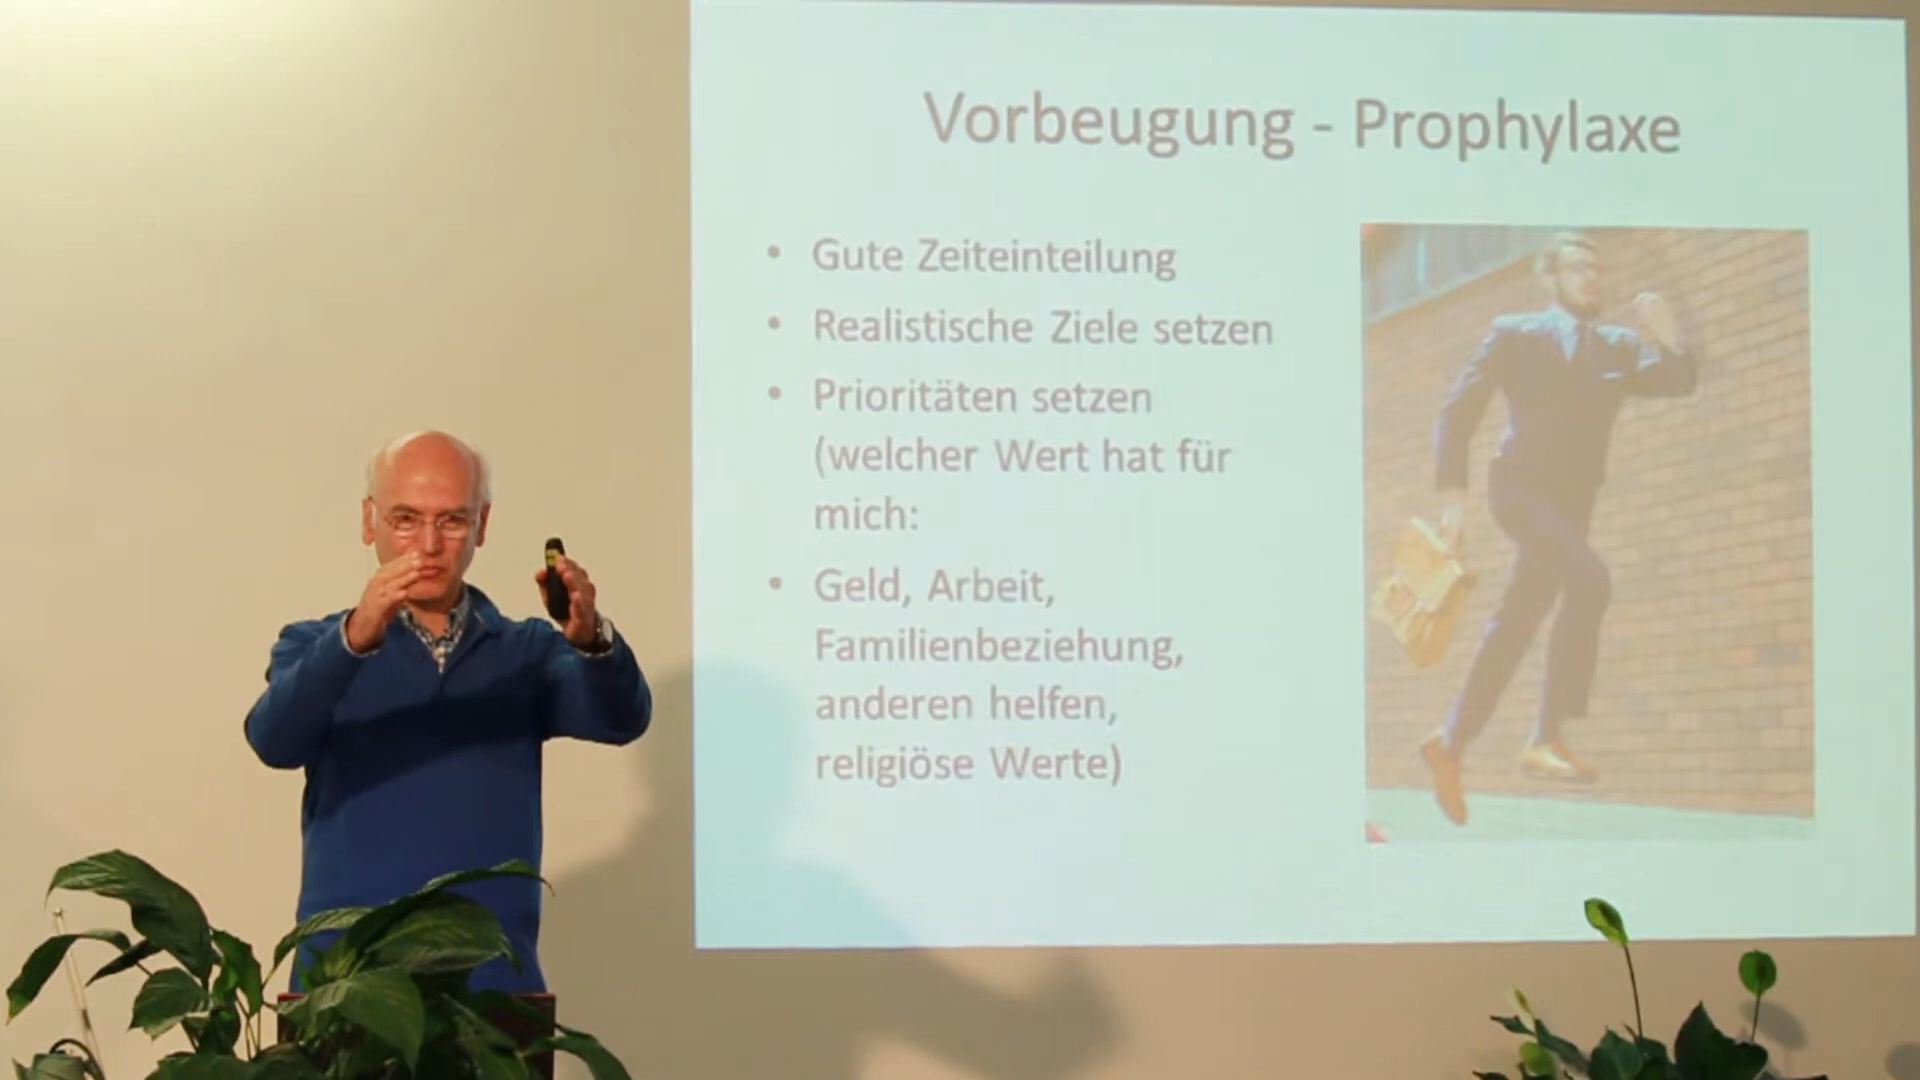 Vorbeugung - Prophylaxe
• Gute Zeiteinteilung
• Realistische Ziele setzen
• Prioritäten setzen
(welcher Wert hat für
mich:
• Geld, Arbeit,
Familienbeziehung,
anderen helfen,
religiöse Werte)